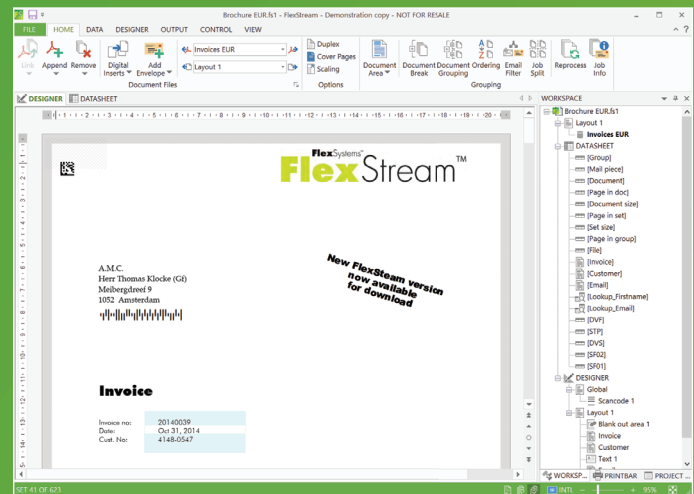 Brochure EUR.fs1 - FlexStream - Demonstration copy - NOT FOR RESALE
FILE HOME DATA DESIGNER OUTPUT CONTROL VIEW
Link Append Remove Digital Inserts Add Envelope
Invoices EUR
Layout 1
Document Files
Duplex
Cover Pages
Scaling
Options
Document Area Document Break Document Grouping Ordering Email Filter Job Split
Grouping
Reprocess Job Info
DESIGNER DATASHEET
FlexSystems™
FlexStream™
A.M.C.
Herr Thomas Klocke (Gf)
Meibergdreef 9
1052 Amsterdam
New FlexSteam version
now available
for download
Invoice
Invoice no: 20140039
Date: Oct 31, 2014
Cust. No: 4148-0547
WORKSPACE
Brochure EUR.fs1
Layout 1
Invoices EUR
DATASHEET
[Group]
[Mail piece]
[Document]
[Page in doc]
[Document size]
[Page in set]
[Set size]
[Page in group]
[File]
[Invoice]
[Customer]
[Email]
[Lookup_Firstname]
[Lookup_Email]
[DVF]
[STP]
[DVS]
[SF02]
[SF01]
DESIGNER
Global
Scancode 1
Layout 1
Blank out area 1
Invoice
Customer
Text 1
WORKSP... PRINTBAR PROJECT ...
SET 41 OF 623
INTL 95%